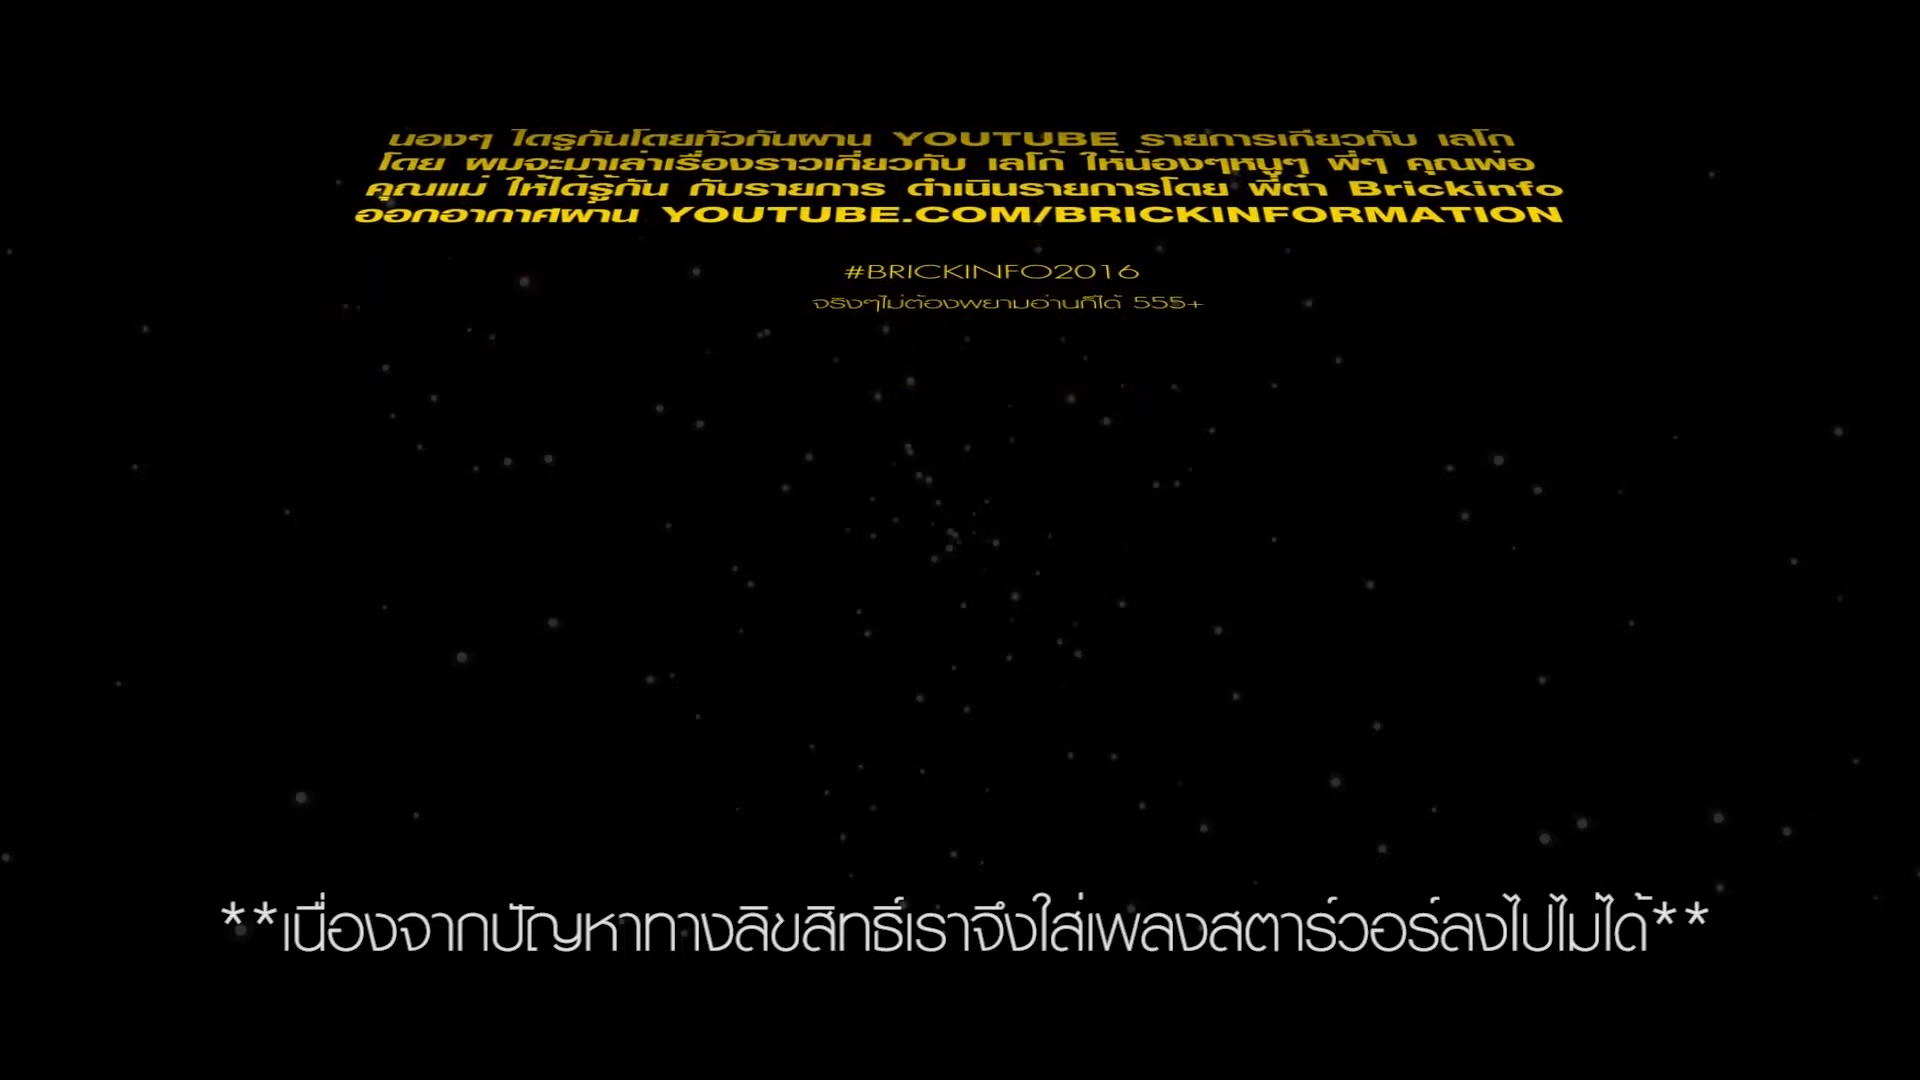 น้องๆ ได้รู้กันโดยทั่วกันผ่าน YOUTUBE รายการเกี่ยวกับ เลโก้
โดย ผมจะมาเล่าเรื่องราวเกี่ยวกับ เลโก้ ให้น้องๆหนูๆ พี่ๆ คุณพ่อ
คุณแม่ ให้ได้รู้กัน กับรายการ ดำเนินรายการโดย พี่ต๋า Brickinfo
ออกอากาศผ่าน YOUTUBE.COM/BRICKINFORMATION
#BRICKINFO2016
จริงๆไม่ต้องพยามอ่านก็ได้ 555+
**เนื่องจากปัญหาทางลิขสิทธิ์เราจึงใส่เพลงสตาร์วอร์ลงไปไม่ได้**